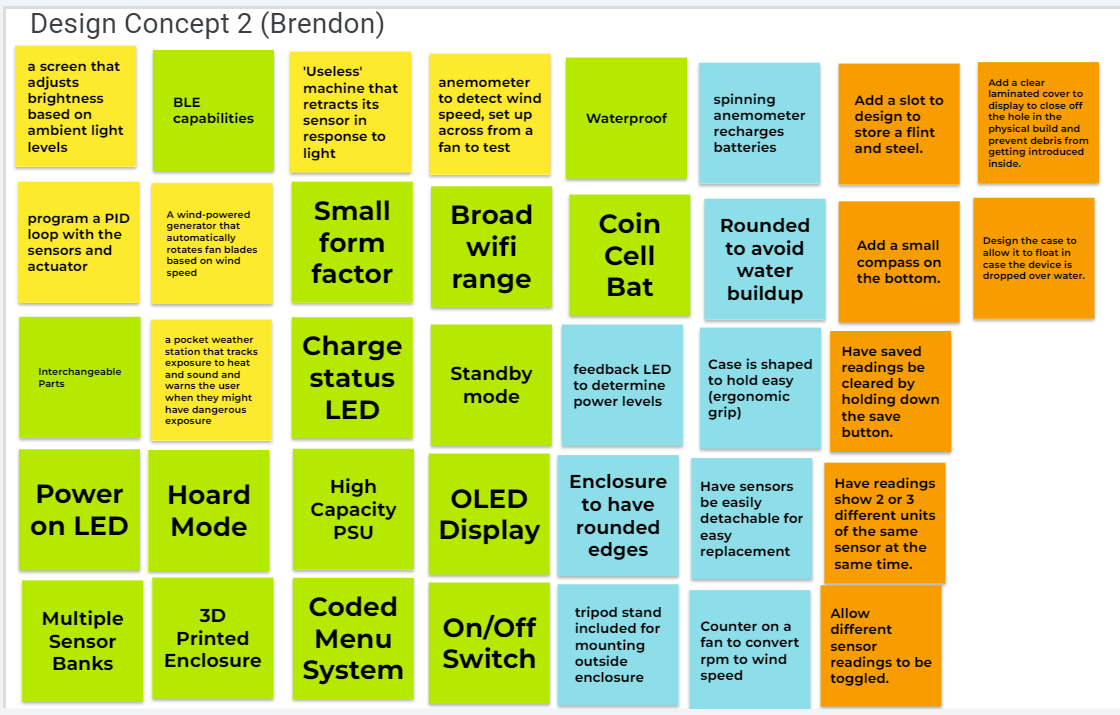 Design Concept 2 (Brendon)
a screen that
adjusts
brightness
based on
ambient light
levels
BLE
capabilities
'Useless'
machine that
retracts its
sensor in
response to
light
anemometer
to detect wind
speed, set up
across from a
fan to test
Waterproof
spinning
anemometer
recharges
batteries
Add a slot to
design to
store a flint
and steel.
Add a clear
laminated cover to
display to close off
the hole in the
physical build and
prevent debris from
getting introduced
inside.
program a PID
loop with the
sensors and
actuator
A wind-powered
generator that
automatically
rotates fan blades
based on wind
speed
Small
form
factor
Broad
wifi
range
Coin
Cell
Bat
Rounded
to avoid
water
buildup
Add a small
compass on
the bottom.
Design the case to
allow it to float in
case the device is
dropped over water.
Interchangeable
Parts
a pocket weather
station that tracks
exposure to heat
and sound and
warns the user
when they might
have dangerous
exposure
Charge
status
LED
Standby
mode
feedback LED
to determine
power levels
Case is shaped
to hold easy
(ergonomic
grip)
Have saved
readings be
cleared by
holding down
the save
button.
Power
on LED
Hoard
Mode
High
Capacity
PSU
OLED
Display
Enclosure
to have
rounded
edges
Have sensors
be easily
detachable for
easy
replacement
Have readings
show 2 or 3
different units
of the same
sensor at the
same time.
Multiple
Sensor
Banks
3D
Printed
Enclosure
Coded
Menu
System
On/Off
Switch
tripod stand
included for
mounting
outside
enclosure
Counter on a
fan to convert
rpm to wind
speed
Allow
different
sensor
readings to be
toggled.